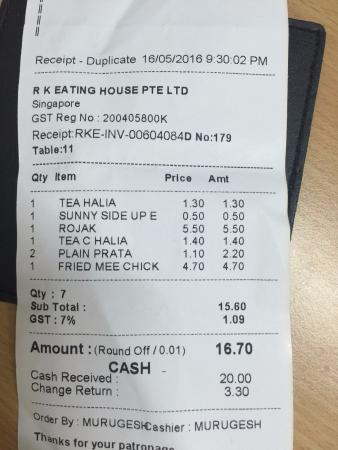 Receipt - Duplicate 16/05/2016 9:30:02 PM
R K EATING HOUSE PTE LTD
Singapore
GST Reg No : 200405800K
Receipt:RKE-INV-00604084D No:179
Table:11
Qty Item Price Amt
1 TEA HALIA 1.30 1.30
1 SUNNY SIDE UP E 0.50 0.50
1 ROJAK 5.50 5.50
1 TEA C HALIA 1.40 1.40
2 PLAIN PRATA 1.10 2.20
1 FRIED MEE CHICK 4.70 4.70
Qty : 7
Sub Total : 15.60
GST : 7% 1.09
Amount : (Round Off / 0.01) 16.70
CASH -
Cash Received : 20.00
Change Return : 3.30
Order By : MURUGESH Cashier : MURUGESH
Thanks for your patronage